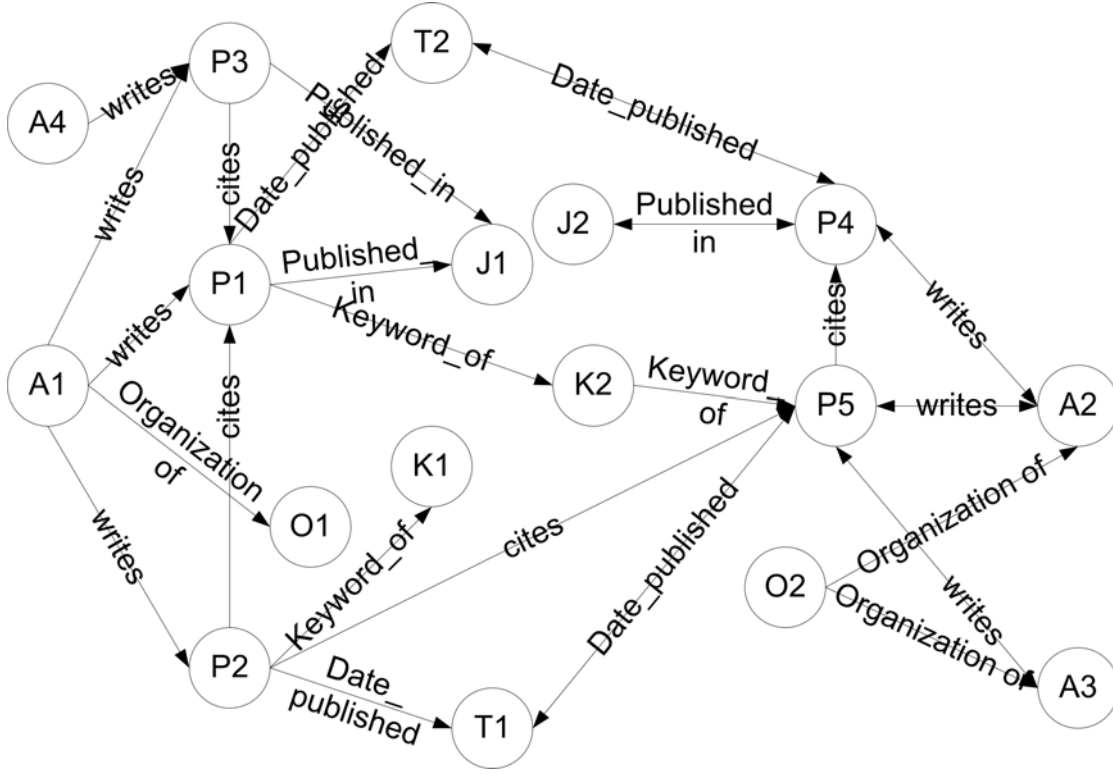 T2
P3
writes
A4
Published_in
Date_published
Date_published
cites
writes
J2
Published
in
P4
P1
Published_
in
J1
writes
cites
writes
Keyword_of
A1
K2
Keyword_
of
P5
writes
A2
Organization
of
cites
K1
O1
cites
Date_published
Organization of
writes
Keyword_of
O2
writes
Organization of
P2
Date_
published
T1
A3